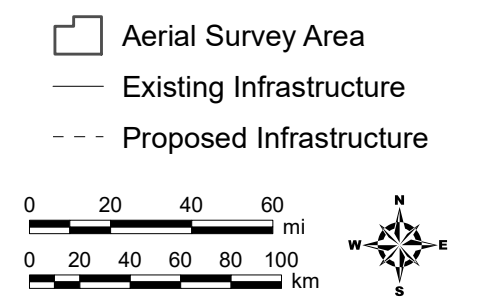 Aerial Survey Area
Existing Infrastructure
Proposed Infrastructure
0 20 40 60
mi
0 20 40 60 80 100
km
N
W E
S